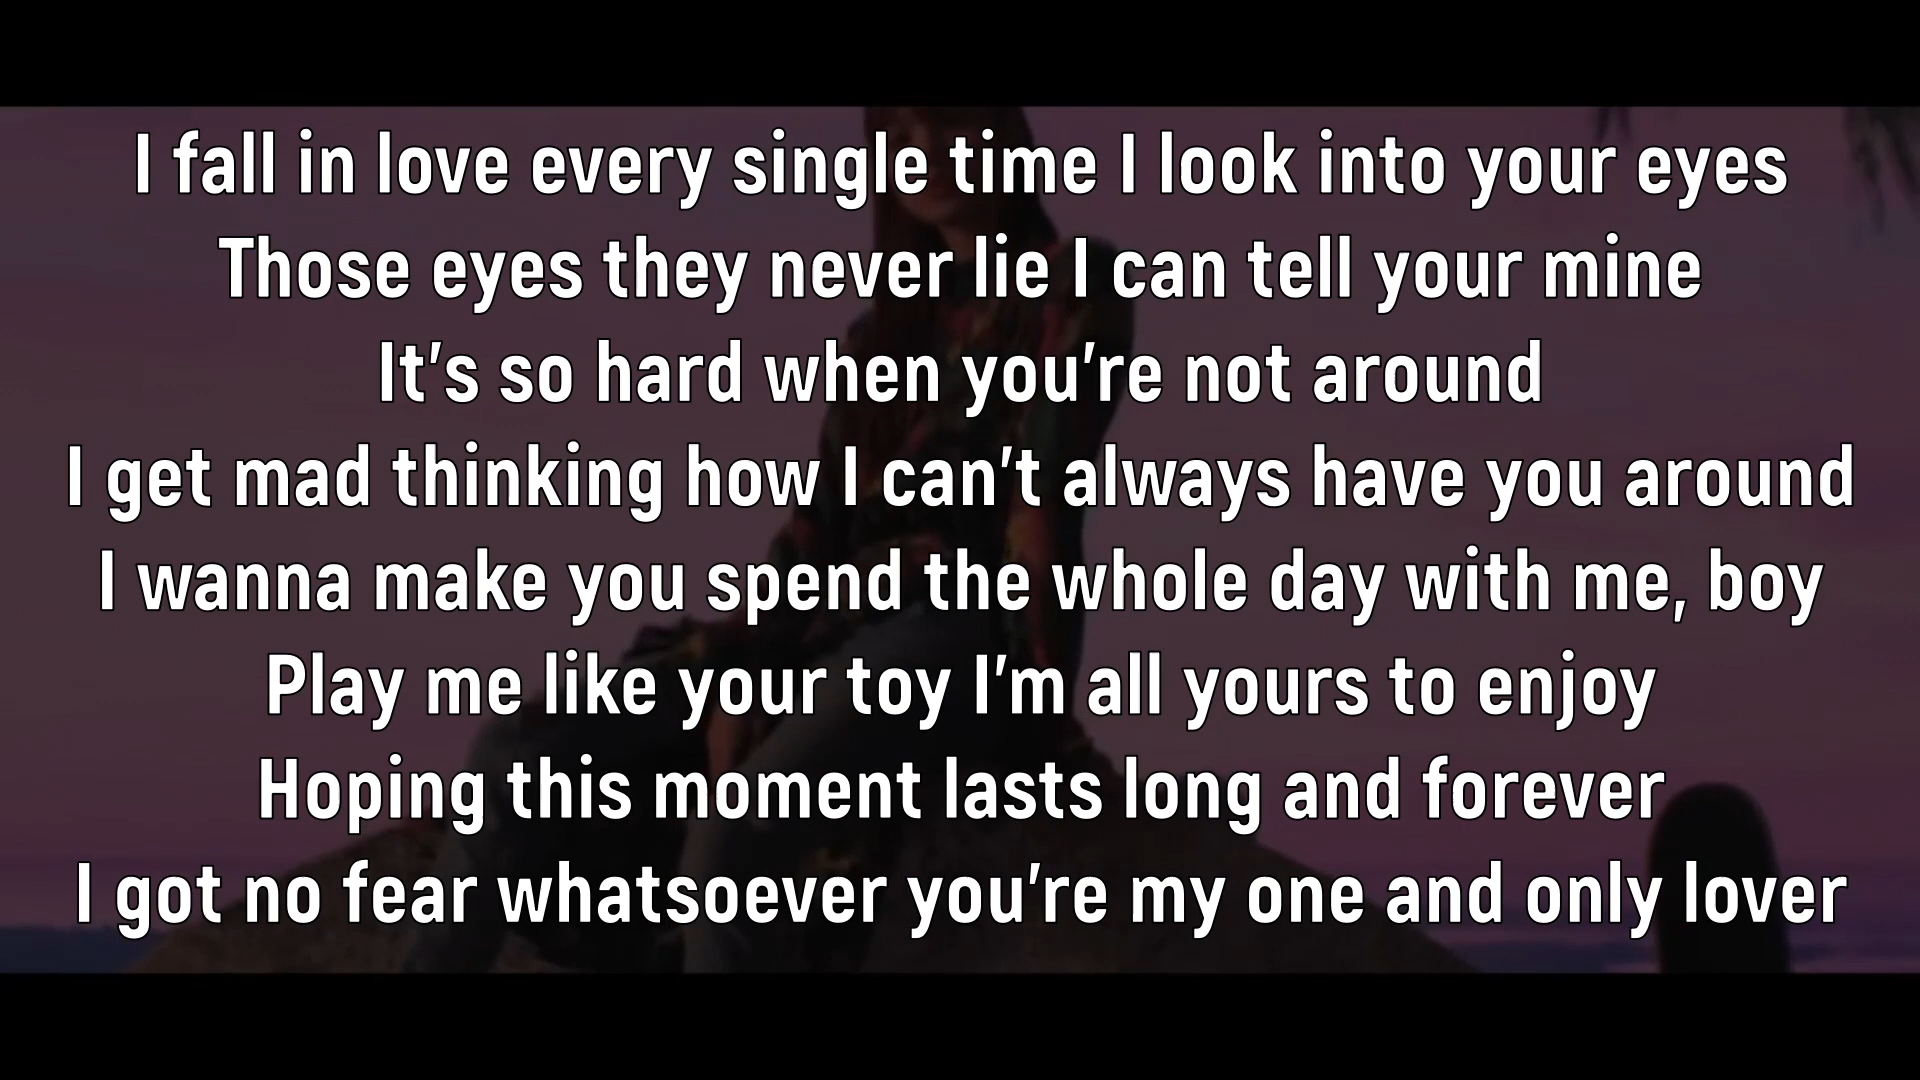 I fall in love every single time I look into your eyes
Those eyes they never lie I can tell your mine
It's so hard when you're not around
I get mad thinking how I can't always have you around
I wanna make you spend the whole day with me, boy
Play me like your toy I'm all yours to enjoy
Hoping this moment lasts long and forever
I got no fear whatsoever you're my one and only lover